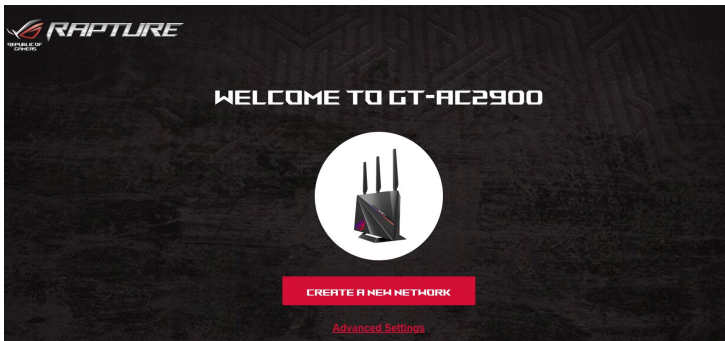 REPUBLIC OF
GAMERS
RAPTURE
WELCOME TO GT-AC2900
CREATE A NEW NETWORK
Advanced Settings